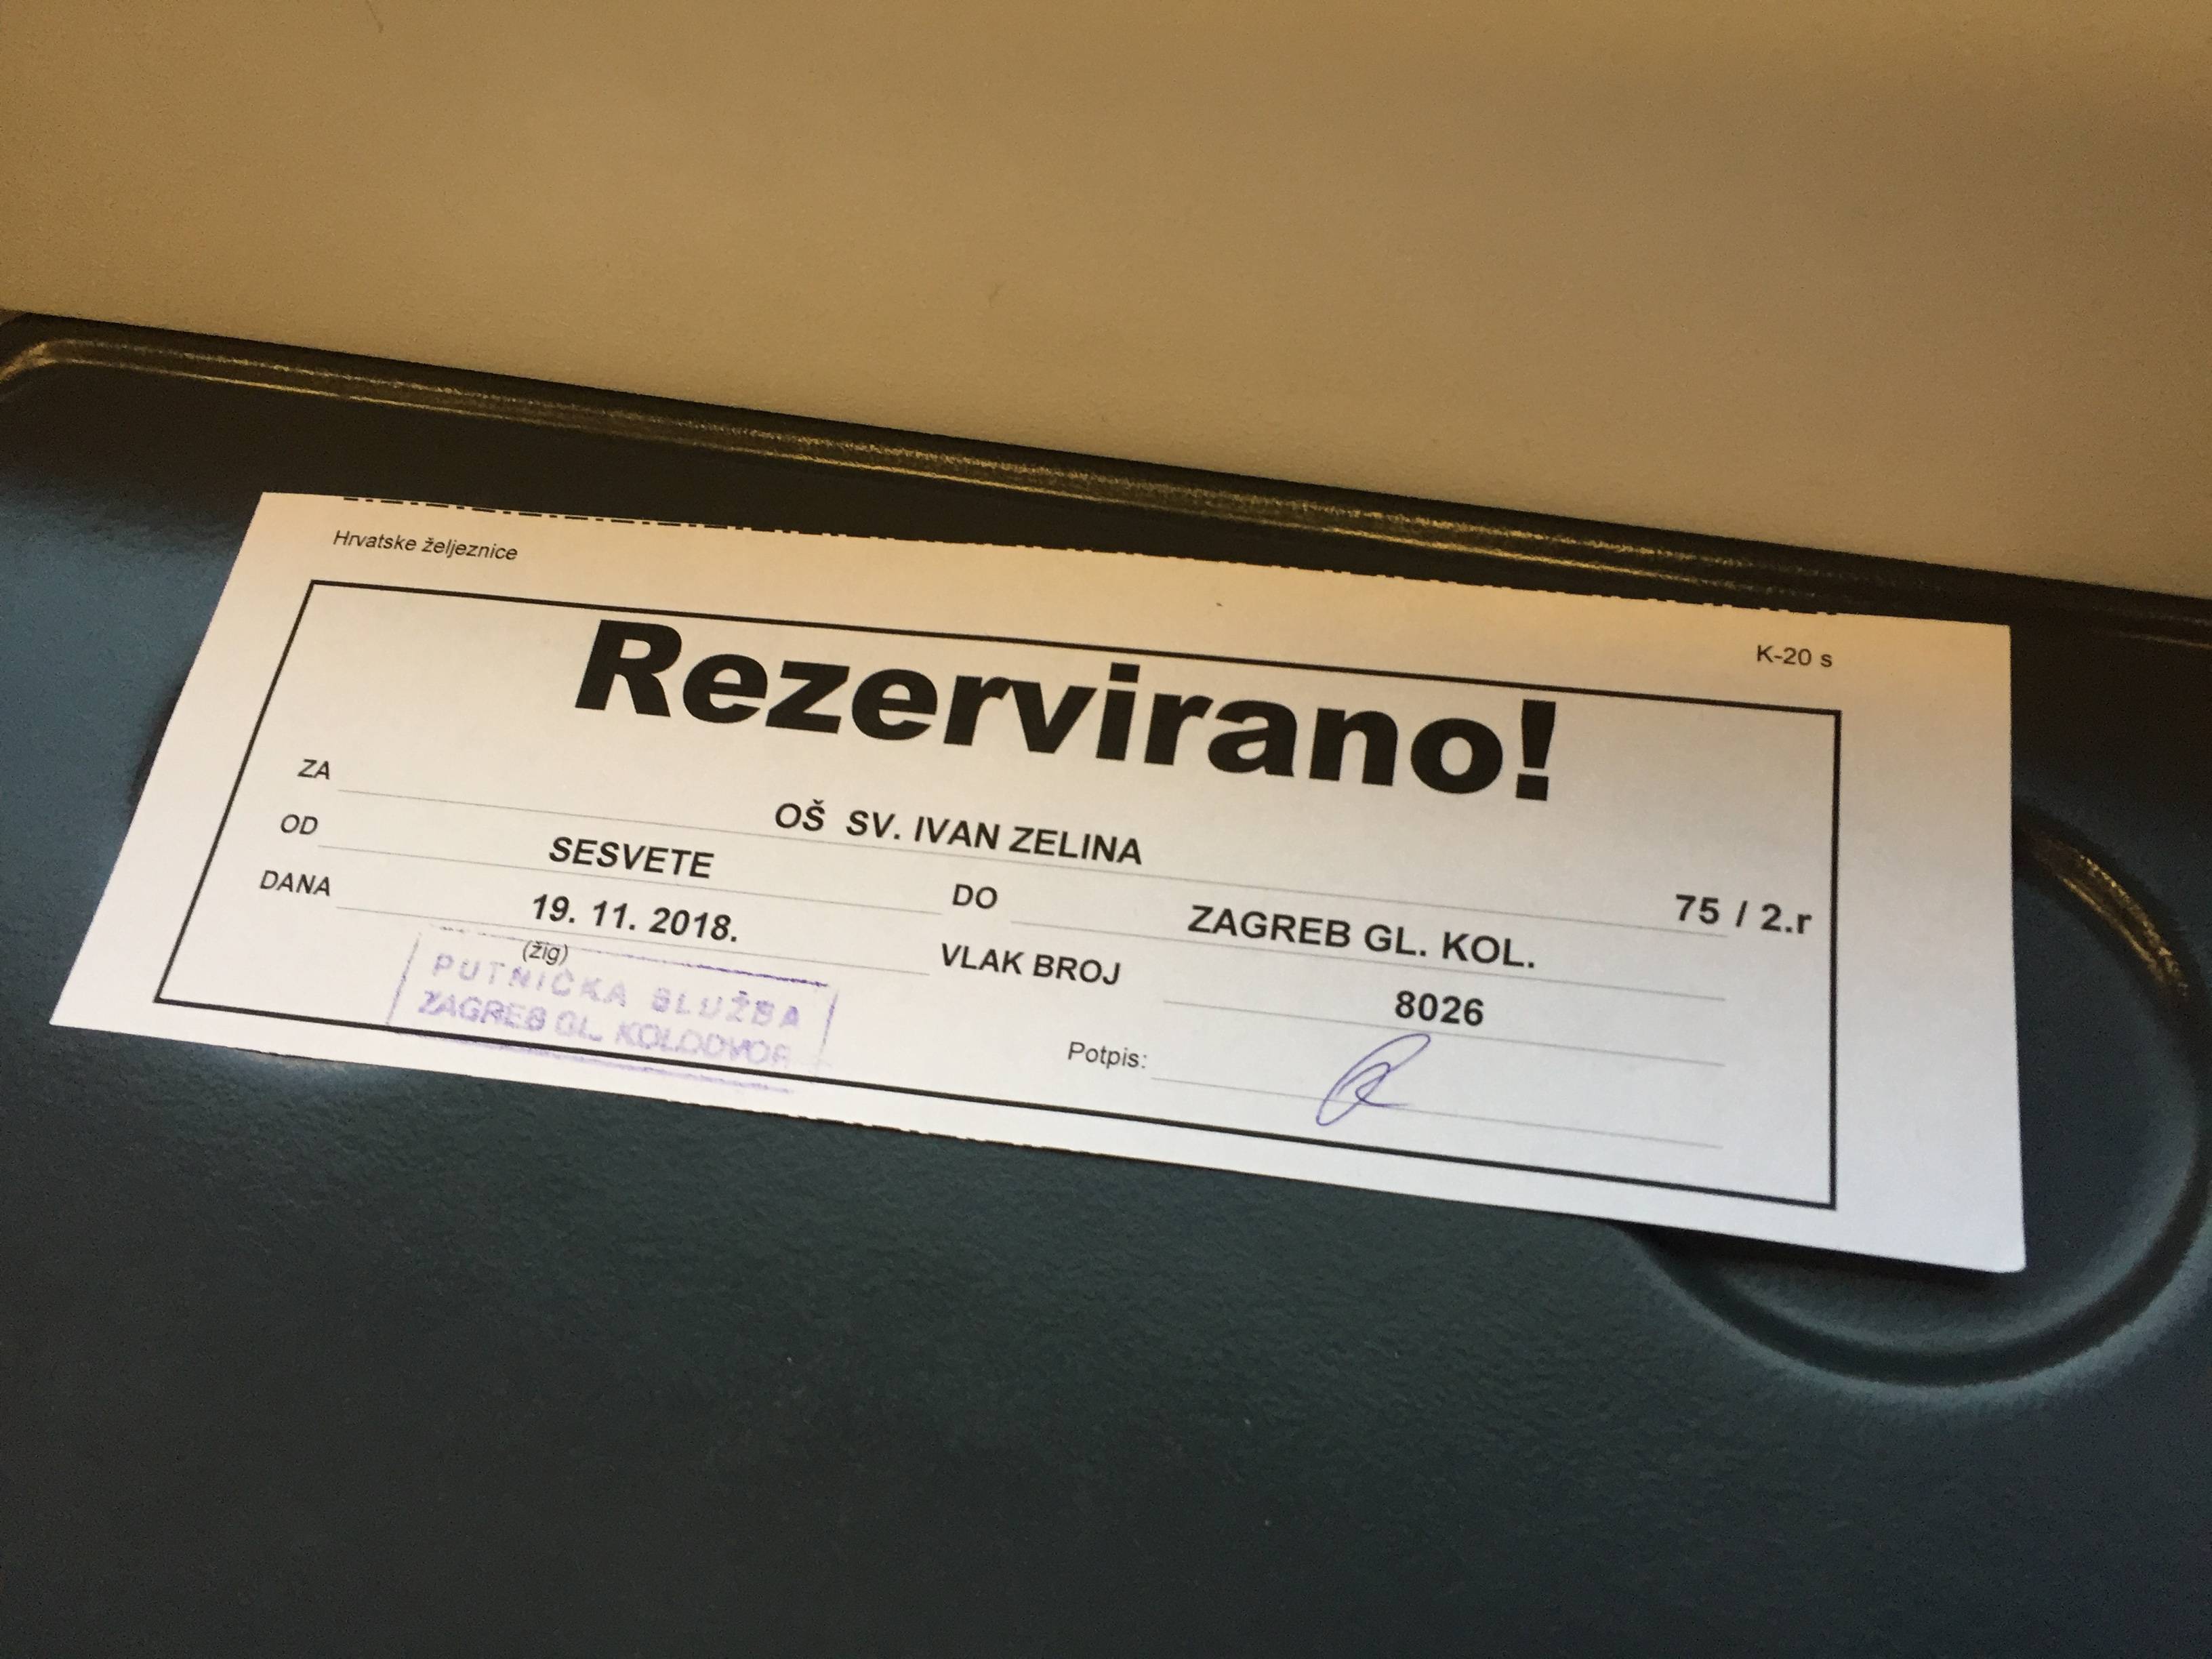 Hrvatske željeznice
K-20 s
Rezervirano!
ZA OŠ SV. IVAN ZELINA 75 / 2.r
OD SESVETE DO ZAGREB GL. KOL.
DANA 19. 11. 2018. VLAK BROJ 8026
(žig)
PUTNIČKA SLUŽBA
ZAGREB GL. KOLODVOR
Potpis: